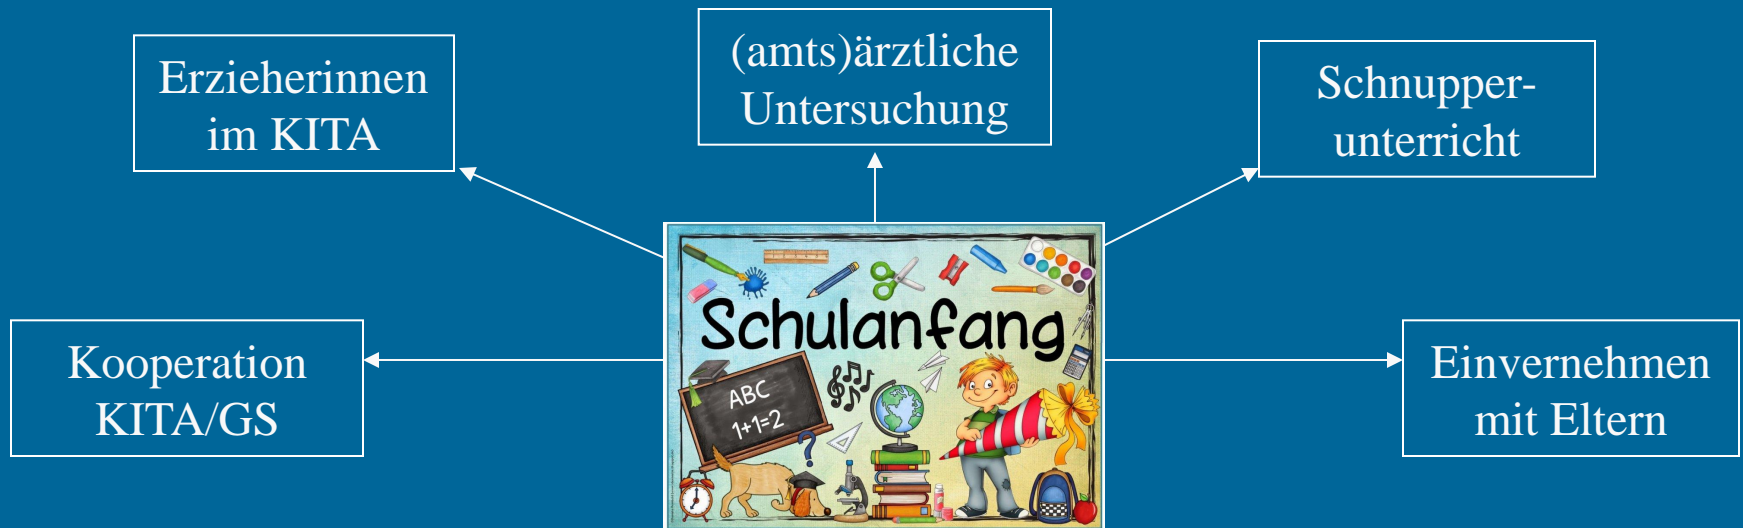 Erzieherinnen
im KITA
(amts)ärztliche
Untersuchung
Schnupper-
unterricht
Kooperation
KITA/GS
Schulanfang
ABC
1+1=2
?
Einvernehmen
mit Eltern